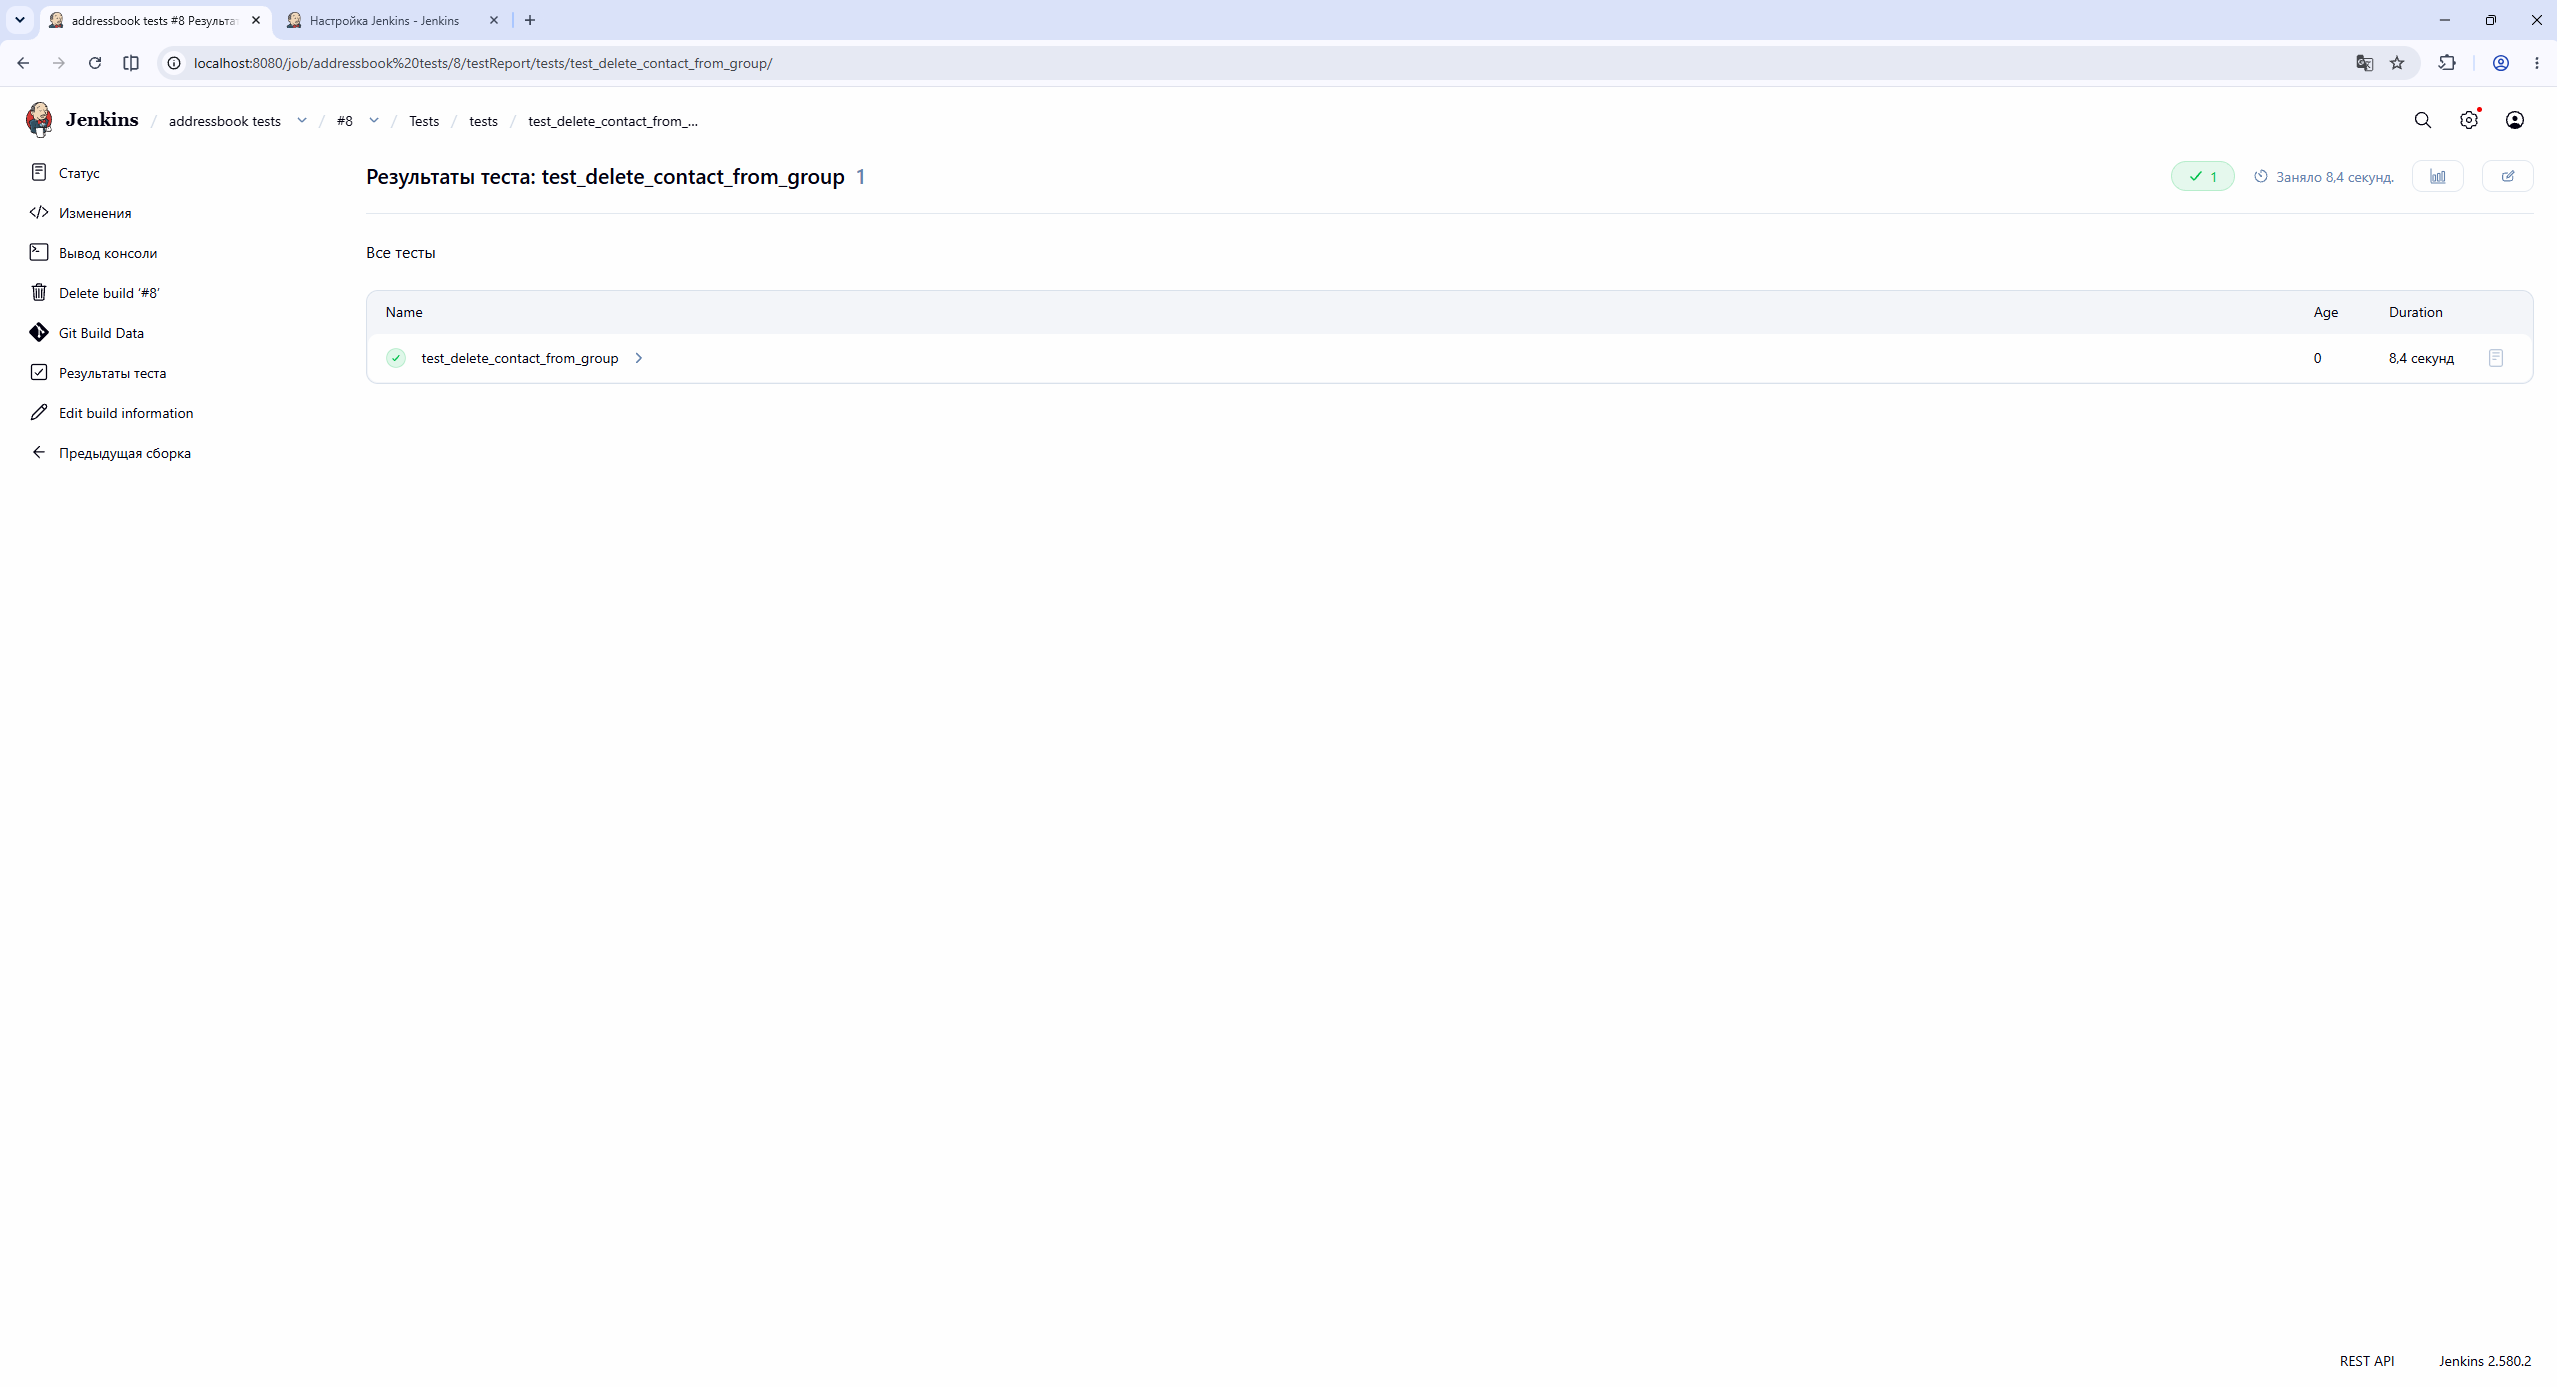 addressbook tests #8 Результа
Настройка Jenkins - Jenkins
localhost:8080/job/addressbook%20tests/8/testReport/tests/test_delete_contact_from_group/
Jenkins / addressbook tests / #8 / Tests / tests / test_delete_contact_from_...
Статус
Изменения
Вывод консоли
Delete build ‘#8’
Git Build Data
Результаты теста
Edit build information
Предыдущая сборка
Результаты теста: test_delete_contact_from_group 1
1
Заняло 8,4 секунд.
Все тесты
Name Age Duration
test_delete_contact_from_group 0 8,4 секунд
REST API Jenkins 2.580.2